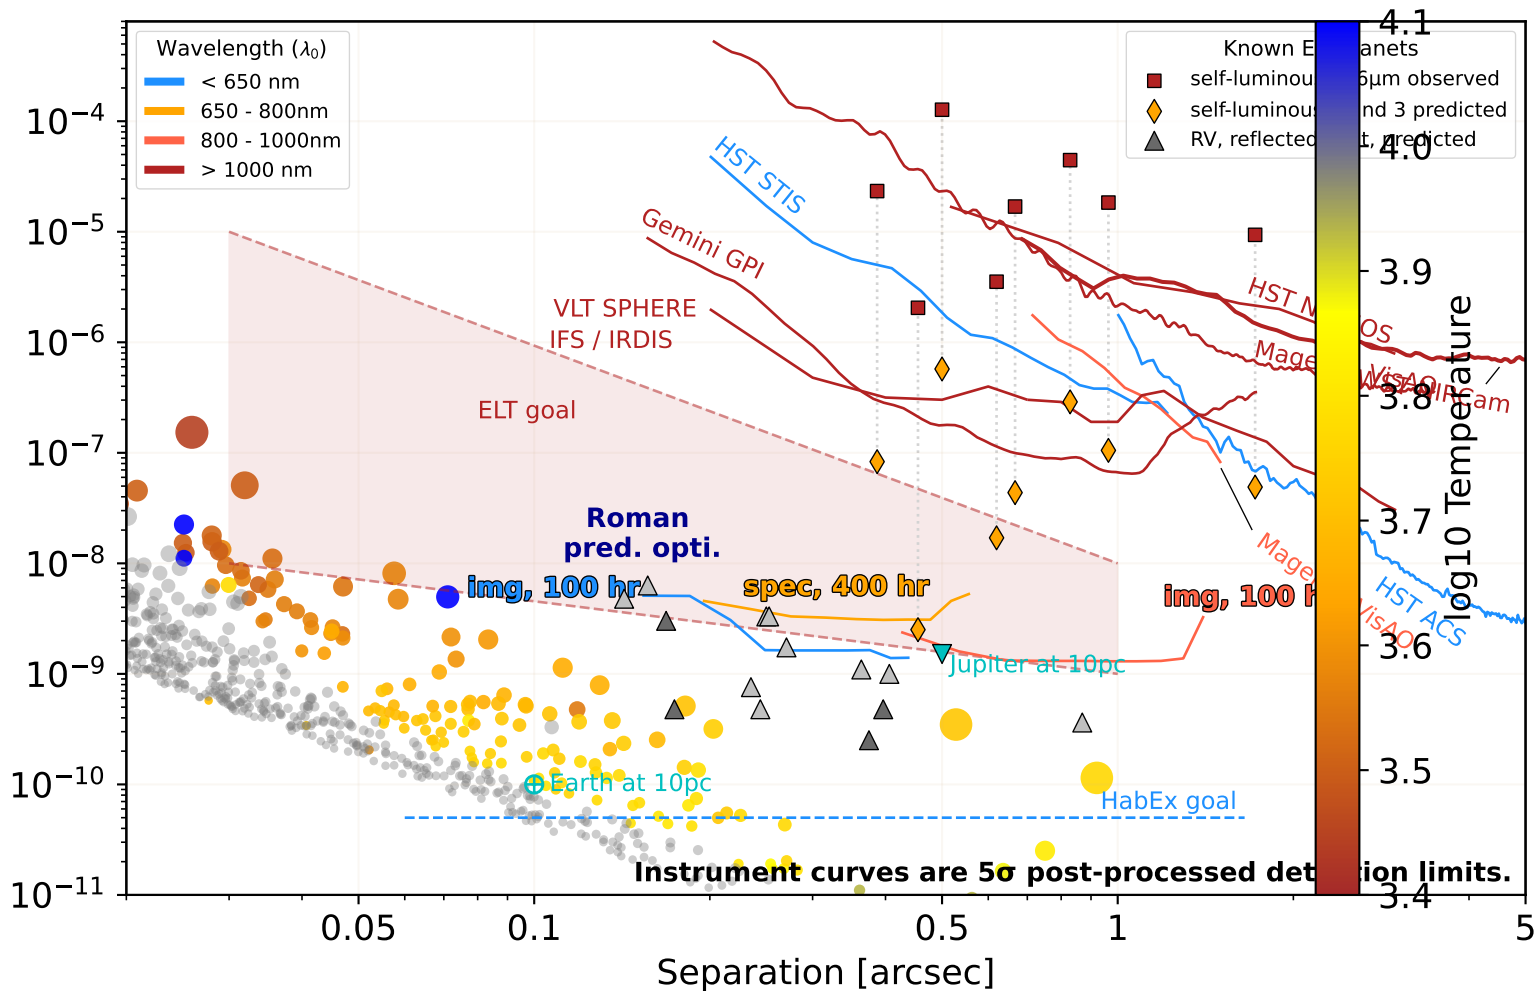 Wavelength (λ₀)
< 650 nm
650 - 800nm
800 - 1000nm
> 1000 nm
Known E anets
self-luminou 6μm observed
self-luminous nd 3 predicted
RV, reflected t, predicted
10⁻⁴
10⁻⁵
10⁻⁶
10⁻⁷
10⁻⁸
10⁻⁹
10⁻¹⁰
10⁻¹¹
HST STIS
Gemini GPI
VLT SPHERE
IFS / IRDIS
ELT goal
HST N OS
Mage VisAO
NIRCam
Roman
pred. opti.
img, 100 hr
spec, 400 hr
img, 100 h
Mage
VisAO
HST ACS
Jupiter at 10pc
Earth at 10pc
HabEx goal
Instrument curves are 5σ post-processed det tion limits.
4.1
4.0
3.9
3.8
3.7
3.6
3.5
3.4
log10 Temperature
0.05
0.1
0.5
1
5
Separation [arcsec]